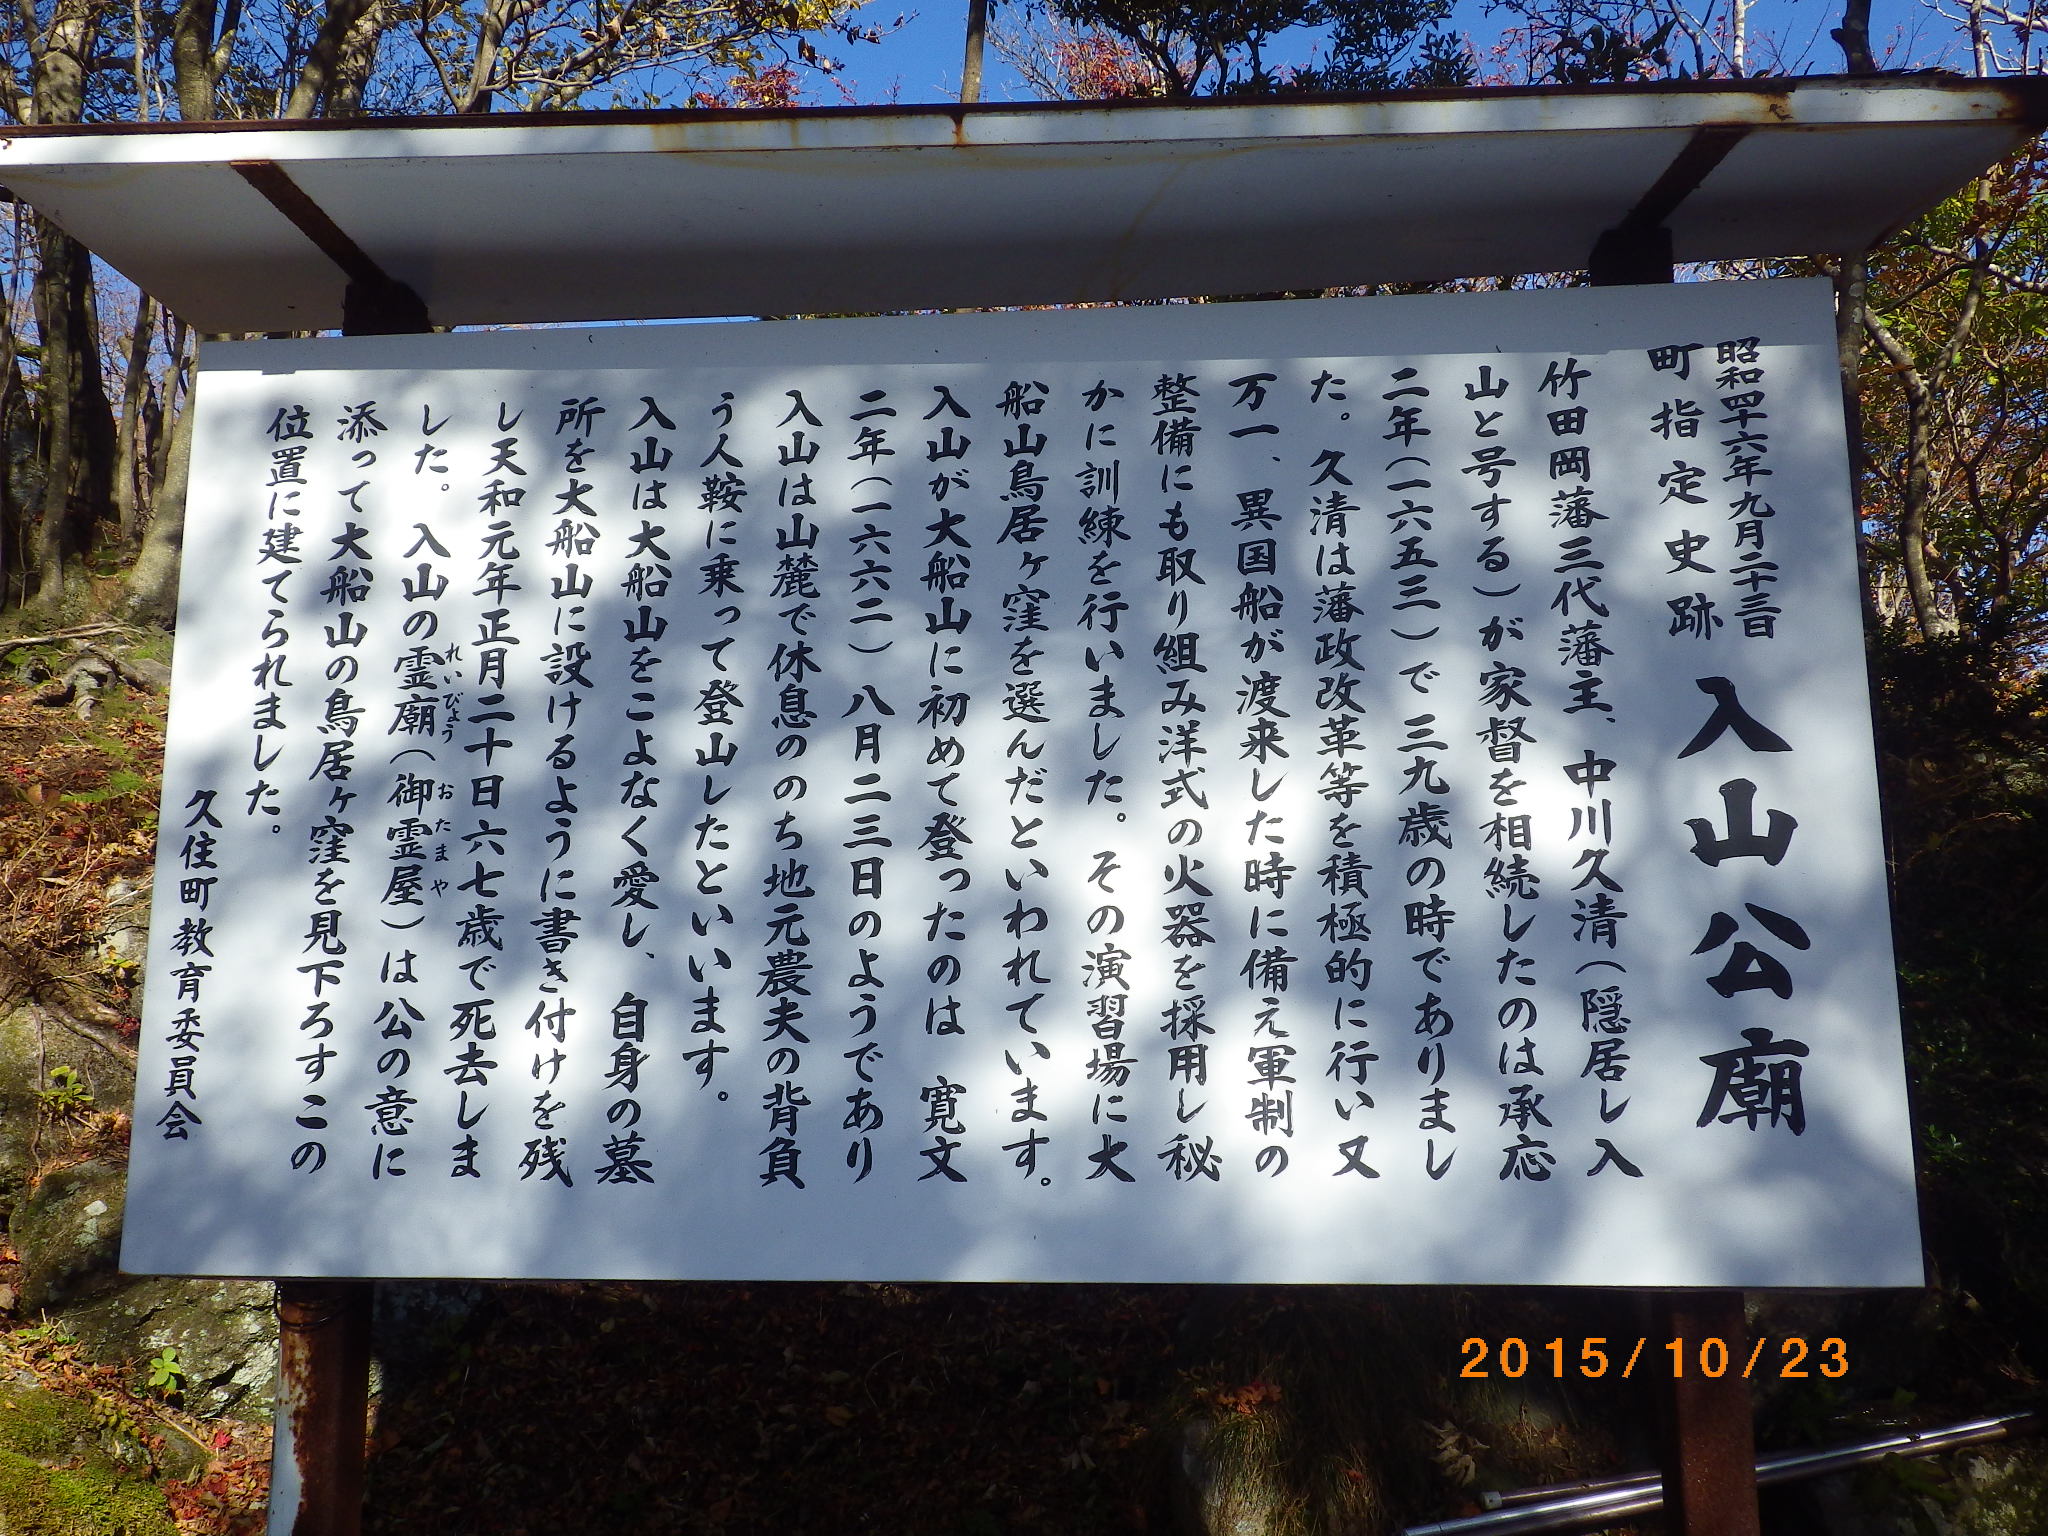 昭和四十六年九月二十三日
町指定史跡
入山公廟
竹田岡藩三代藩主、中川久清（隠居し入
山と号する）が家督を相続したのは承応
二年（一六五三）で三九歳の時でありまし
た。久清は藩政改革等を積極的に行い又
万一、異国船が渡来した時に備え軍制の
整備にも取り組み洋式の火器を採用し秘
かに訓練を行いました。その演習場に大
船山鳥居ヶ窪を選んだといわれています。
入山が大船山に初めて登ったのは 寛文
二年（一六六二）八月二三日のようであり
入山は山麓で休息ののち地元農夫の背負
う人鞍に乗って登山したといいます。
入山は大船山をこよなく愛し、自身の墓
所を大船山に設けるように書き付けを残
し天和元年正月二十日六七歳で死去しま
した。入山の霊廟（御霊屋）は公の意に
れいびょう おたまや
添って大船山の鳥居ヶ窪を見下ろすこの
位置に建てられました。
久住町教育委員会
2015/10/23